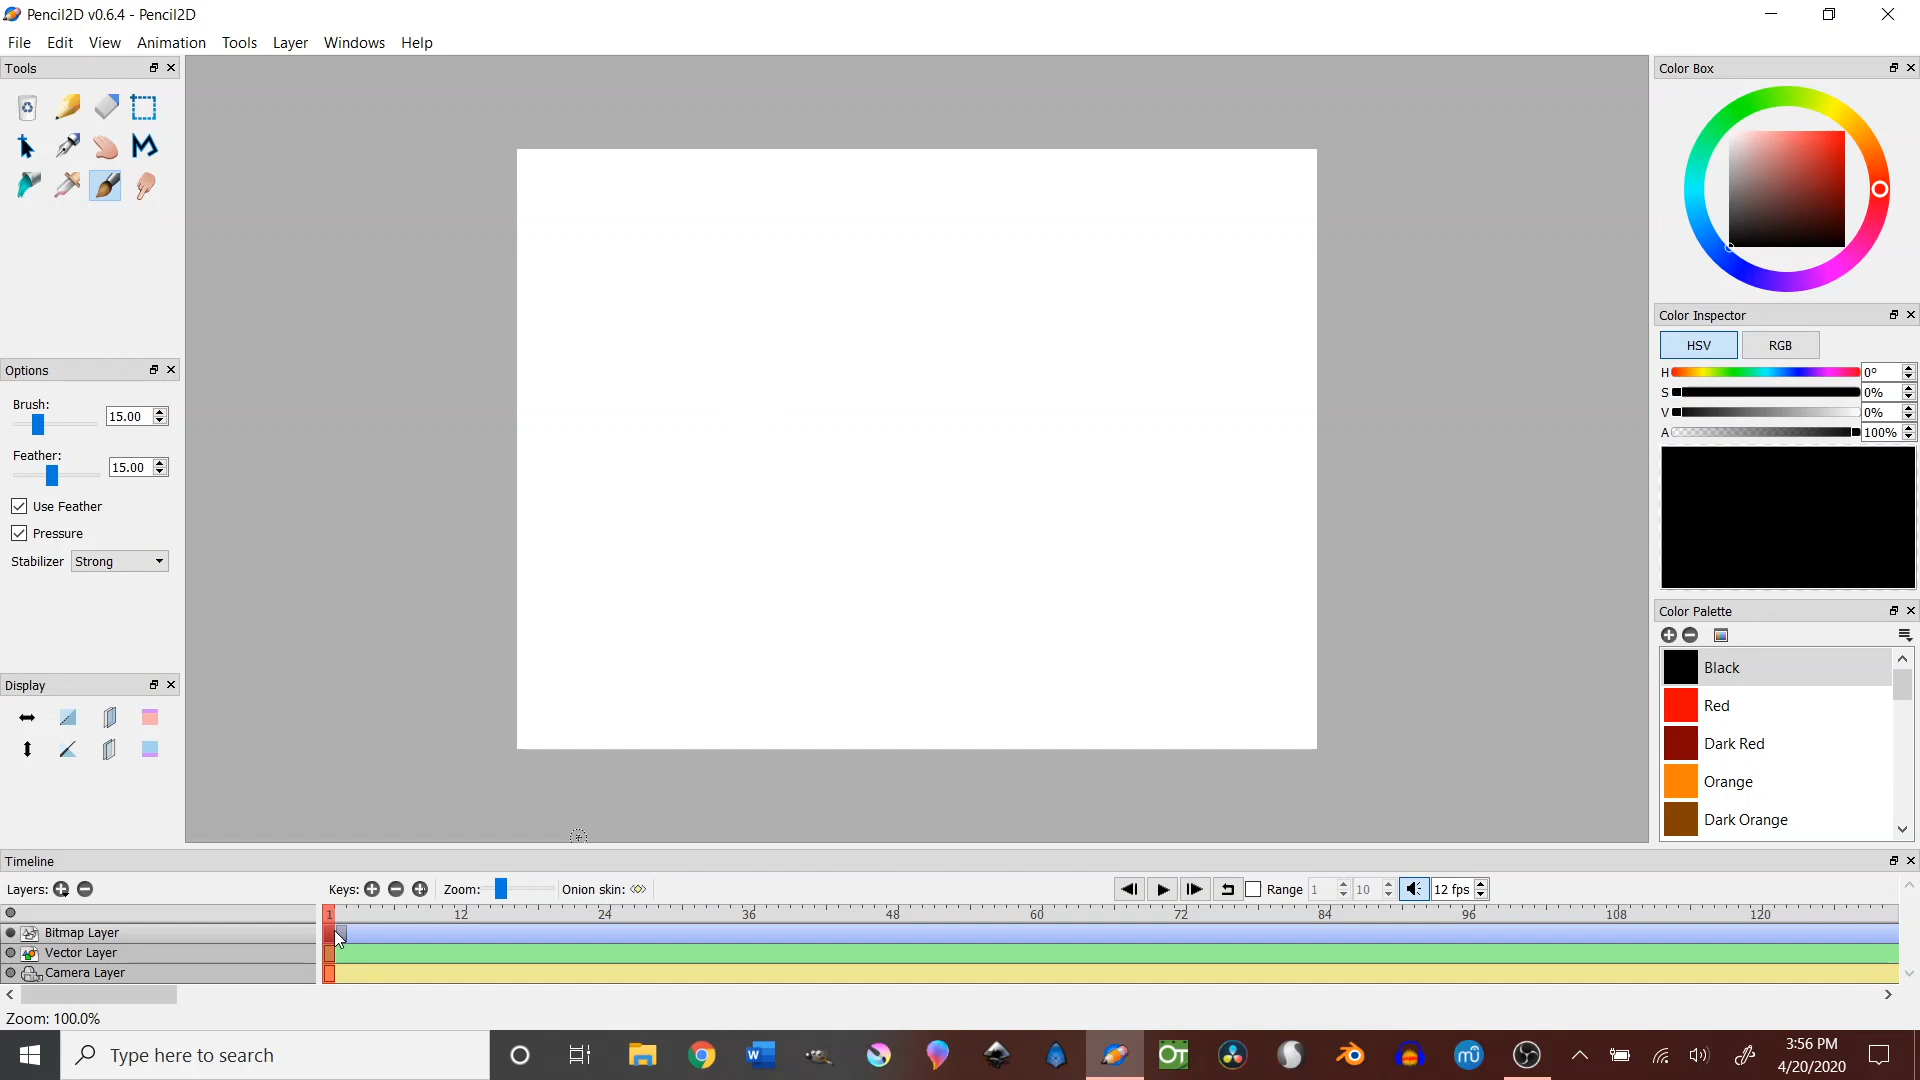 Pencil2D v0.6.4 - Pencil2D
File Edit View Animation Tools Layer Windows Help
Tools
Color Box
Color Inspector
HSV RGB
H 0°
S 0%
V 0%
A 100%
Options
Brush:
15.00
Feather:
15.00
Use Feather
Pressure
Stabilizer Strong
Color Palette
Black
Red
Dark Red
Orange
Dark Orange
Display
Timeline
Layers: Keys: Zoom: Onion skin: Range 1 10 12 fps
1 12 24 36 48 60 72 84 96 108 120
Bitmap Layer
Vector Layer
Camera Layer
Zoom: 100.0%
Type here to search
3:56 PM
4/20/2020